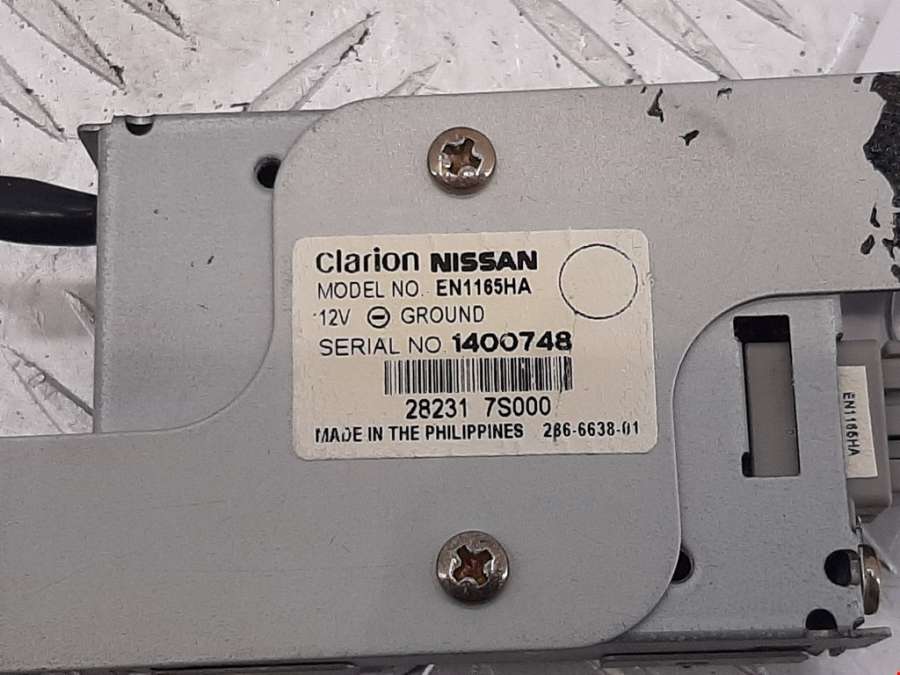 Clarion NISSAN
MODEL NO. EN1165HA
12V ⊖ GROUND
SERIAL NO. 1400748
28231 7S000
MADE IN THE PHILIPPINES 286-6638-01
EN1165HA